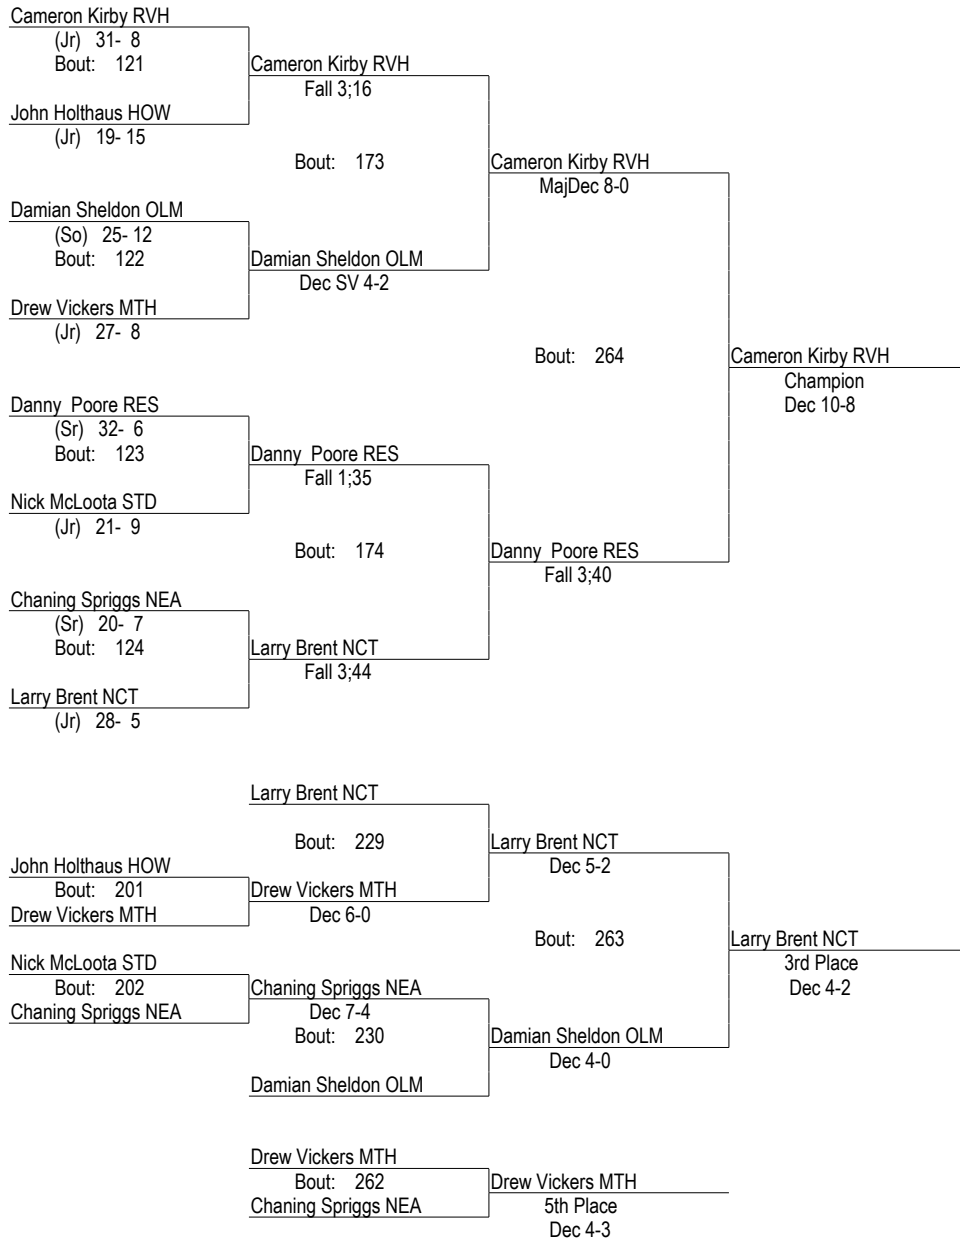 Cameron Kirby RVH
(Jr) 31- 8
Bout: 121
Cameron Kirby RVH
Fall 3;16
John Holthaus HOW
(Jr) 19- 15
Bout: 173
Cameron Kirby RVH
MajDec 8-0
Damian Sheldon OLM
(So) 25- 12
Bout: 122
Damian Sheldon OLM
Dec SV 4-2
Drew Vickers MTH
(Jr) 27- 8
Bout: 264
Cameron Kirby RVH
Champion
Dec 10-8
Danny Poore RES
(Sr) 32- 6
Bout: 123
Danny Poore RES
Fall 1;35
Nick McLoota STD
(Jr) 21- 9
Bout: 174
Danny Poore RES
Fall 3;40
Chaning Spriggs NEA
(Sr) 20- 7
Bout: 124
Larry Brent NCT
Fall 3;44
Larry Brent NCT
(Jr) 28- 5
Larry Brent NCT
Bout: 229
Larry Brent NCT
Dec 5-2
John Holthaus HOW
Bout: 201
Drew Vickers MTH
Drew Vickers MTH
Dec 6-0
Bout: 263
Larry Brent NCT
3rd Place
Dec 4-2
Nick McLoota STD
Bout: 202
Chaning Spriggs NEA
Chaning Spriggs NEA
Dec 7-4
Bout: 230
Damian Sheldon OLM
Dec 4-0
Damian Sheldon OLM
Drew Vickers MTH
Bout: 262
Chaning Spriggs NEA
Drew Vickers MTH
5th Place
Dec 4-3